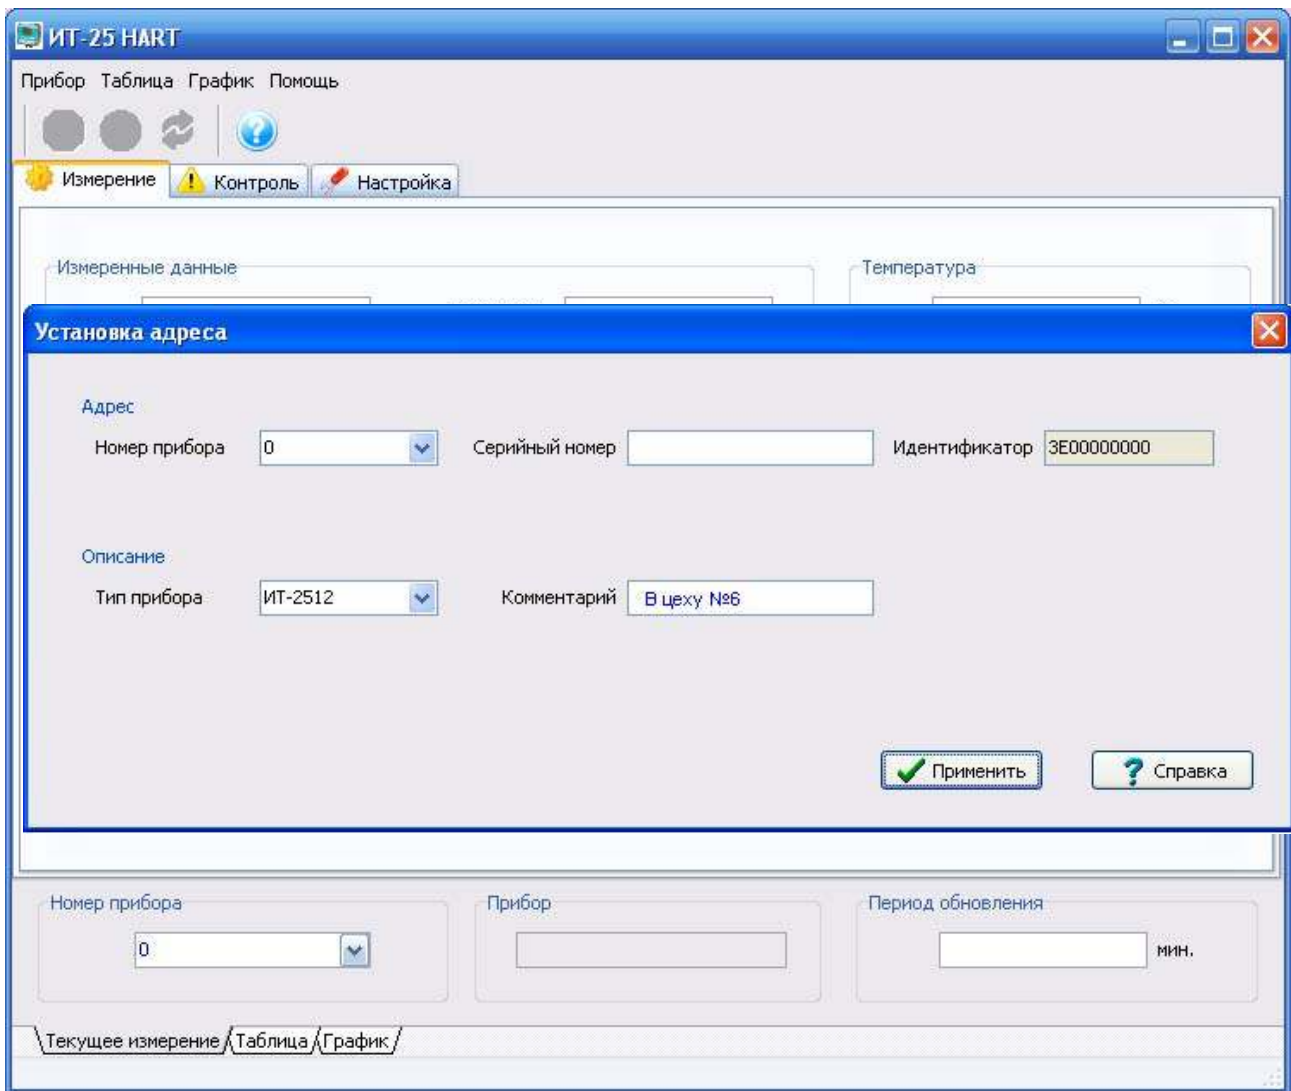 ИТ-25 HART
Прибор Таблица График Помощь
Измерение Контроль Настройка
Измеренные данные Температура
Установка адреса
Адрес
Номер прибора 0 Серийный номер Идентификатор 3E00000000
Описание
Тип прибора ИТ-2512 Комментарий В цеху №6
Применить Справка
Номер прибора Прибор Период обновления
0 мин.
Текущее измерение Таблица График